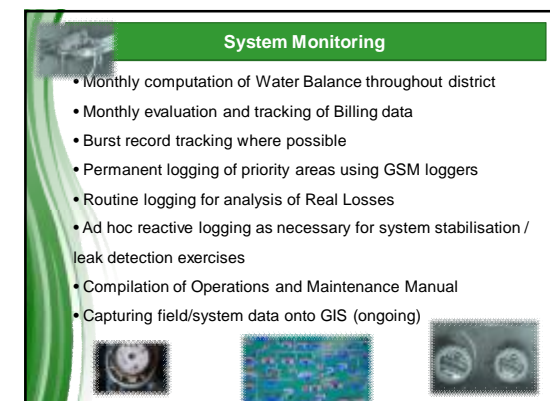 System Monitoring
• Monthly computation of Water Balance throughout district
• Monthly evaluation and tracking of Billing data
• Burst record tracking where possible
• Permanent logging of priority areas using GSM loggers
• Routine logging for analysis of Real Losses
• Ad hoc reactive logging as necessary for system stabilisation /
leak detection exercises
• Compilation of Operations and Maintenance Manual
• Capturing field/system data onto GIS (ongoing)